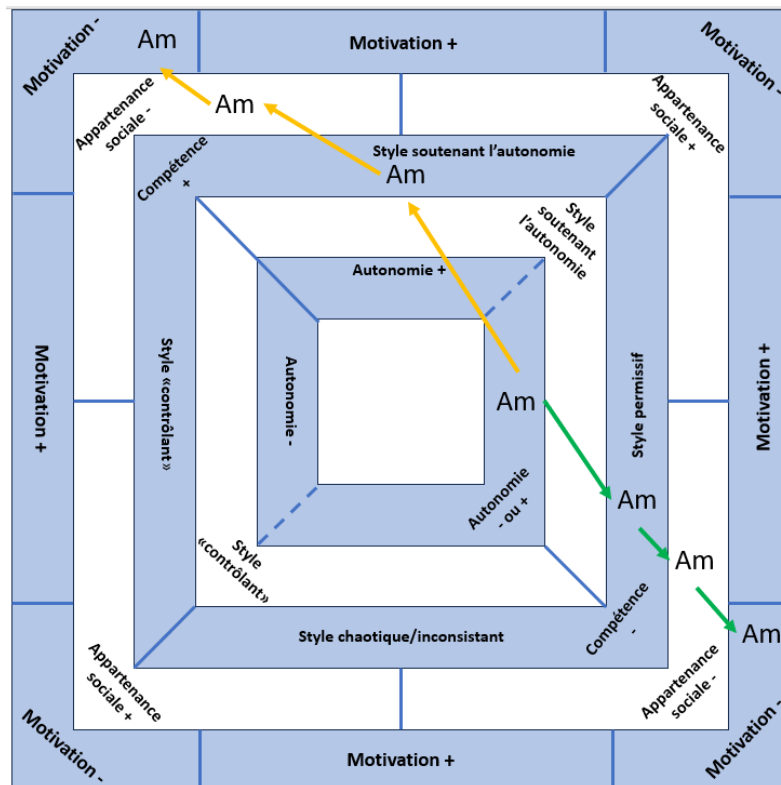 Motivation -
Am
Motivation +
Motivation -
Appartenance
sociale -
Am
Appartenance
sociale +
Compétence
+
Style soutenant l'autonomie
Am
Style
soutenant
l'autonomie
Autonomie +
Motivation +
Style «contrôlant»
Autonomie -
Am
Style permissif
Motivation +
Autonomie
- ou +
Am
Style
«contrôlant»
Am
Style chaotique/inconsistant
Compétence
-
Am
Appartenance
sociale +
Appartenance
sociale -
Motivation -
Motivation +
Motivation -